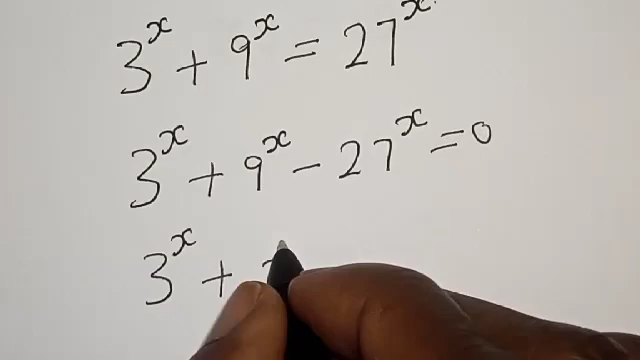 3^x + 9^x = 27^x
3^x + 9^x - 27^x = 0
3^x +